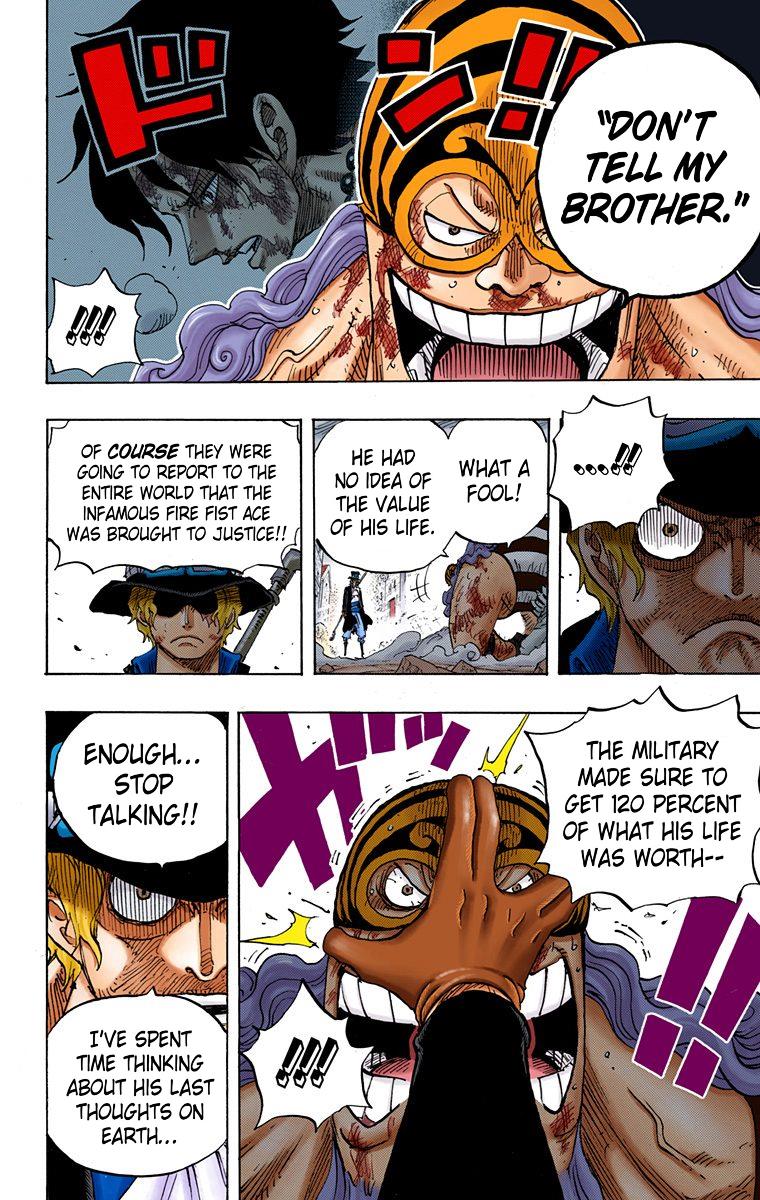 ドン!!
"DON'T
TELL MY
BROTHER."
!!!
....!!
WHAT A
FOOL!
HE HAD
NO IDEA OF
THE VALUE
OF HIS LIFE.
OF COURSE THEY WERE
GOING TO REPORT TO THE
ENTIRE WORLD THAT THE
INFAMOUS FIRE FIST ACE
WAS BROUGHT TO JUSTICE!!
THE MILITARY
MADE SURE TO
GET 120 PERCENT
OF WHAT HIS LIFE
WAS WORTH--
!!
!!!
ENOUGH...
STOP
TALKING!!
I'VE SPENT
TIME THINKING
ABOUT HIS LAST
THOUGHTS ON
EARTH...